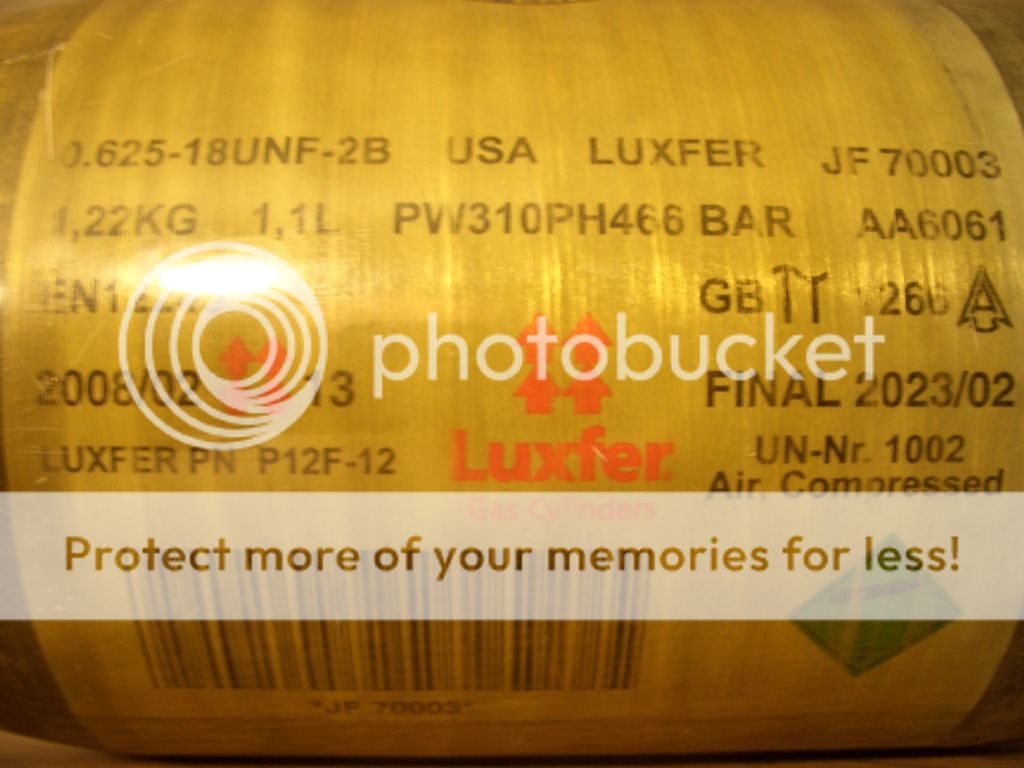 0.625-18UNF-2B USA LUXFER JF 70003
1,22KG 1,1L PW310PH466 BAR AA6061
GB 266
2008/02 13 FINAL 2023/02
LUXFER PN P12F-12 UN-Nr. 1002
Air, Compressed
Luxfer
Gas Cylinders
photobucket
Protect more of your memories for less!
*JF 70003*